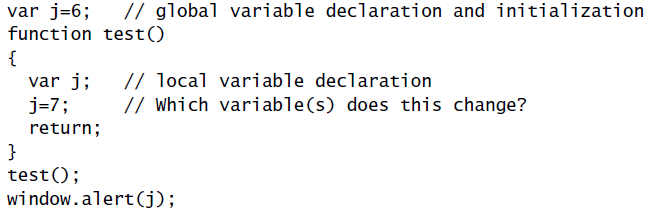 var j=6;   // global variable declaration and initialization
function test()
{
  var j;   // local variable declaration
  j=7;     // Which variable(s) does this change?
  return;
}
test();
window.alert(j);